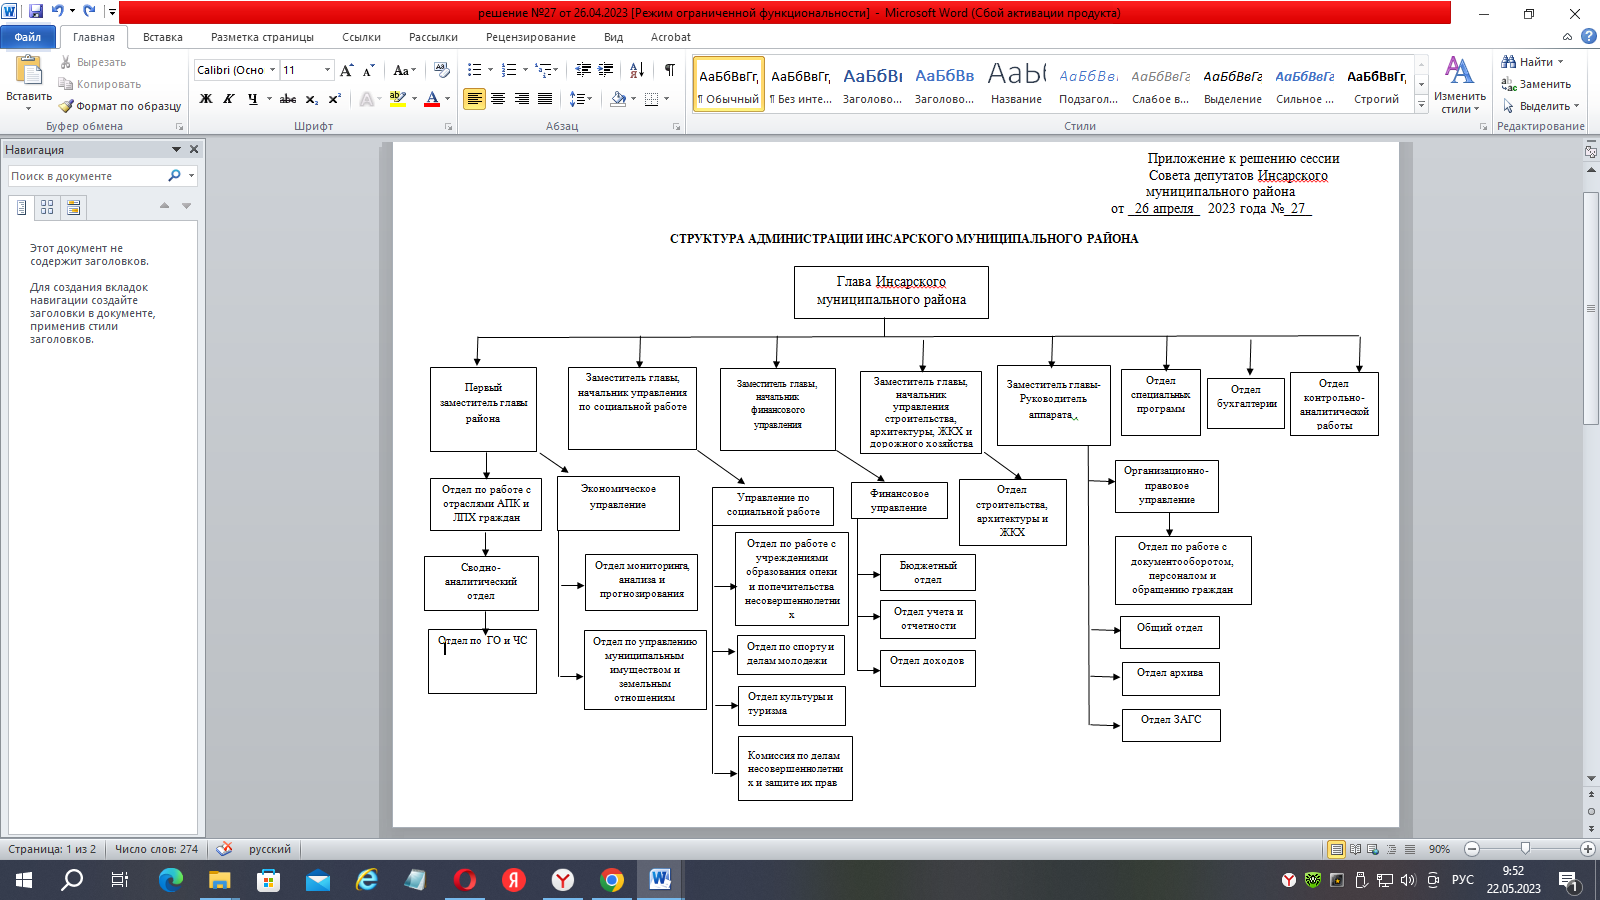 решение №27 от 26.04.2023 [Режим ограниченной функциональности] - Microsoft Word (Сбой активации продукта)
Файл
Главная
Вставка
Разметка страницы
Ссылки
Рассылки
Рецензирование
Вид
Acrobat
Вставить
Вырезать
Копировать
Формат по образцу
Буфер обмена
Calibri (Осно
11
Шрифт
Абзац
АаБбВвГг,
¶ Обычный
АаБбВвГг,
¶ Без инте...
Заголово...
Заголово...
Название
Подзагол...
Слабое в...
Выделение
Сильное ...
Строгий
Стили
Изменить
стили
Найти
Заменить
Выделить
Редактирование
Навигация
Поиск в документе
Этот документ не
содержит заголовков.
Для создания вкладок
навигации создайте
заголовки в документе,
применив стили
заголовков.
Приложение к решению сессии
Совета депутатов Инсарского
муниципального района
от 26 апреля 2023 года № 27
СТРУКТУРА АДМИНИСТРАЦИИ ИНСАРСКОГО МУНИЦИПАЛЬНОГО РАЙОНА
Глава Инсарского
муниципального района
Первый
заместитель главы
района
Заместитель главы,
начальник управления
по социальной работе
Заместитель главы,
начальник
финансового
управления
Заместитель главы,
начальник
управления
строительства,
архитектуры, ЖКХ и
дорожного хозяйства
Заместитель главы-
Руководитель
аппарата
Отдел
специальных
программ
Отдел
бухгалтерии
Отдел
контрольно-
аналитической
работы
Отдел по работе с
отраслями АПК и
ЛПХ граждан
Экономическое
управление
Управление по
социальной работе
Финансовое
управление
Отдел
строительства,
архитектуры и
ЖКХ
Организационно-
правовое
управление
Сводно-
аналитический
отдел
Отдел мониторинга,
анализа и
прогнозирования
Отдел по работе с
учреждениями
образования опеки
и попечительства
несовершеннолетни
х
Бюджетный
отдел
Отдел по работе с
документооборотом,
персоналом и
обращению граждан
Отдел учета и
отчетности
Общий отдел
Отдел по ГО и ЧС
Отдел по управлению
муниципальным
имуществом и
земельным
отношениям
Отдел по спорту и
делам молодежи
Отдел доходов
Отдел архива
Отдел культуры и
туризма
Отдел ЗАГС
Комиссия по делам
несовершеннолетни
х и защите их прав
Страница: 1 из 2
Число слов: 274
русский
90%
РУС
9:52
22.05.2023
1